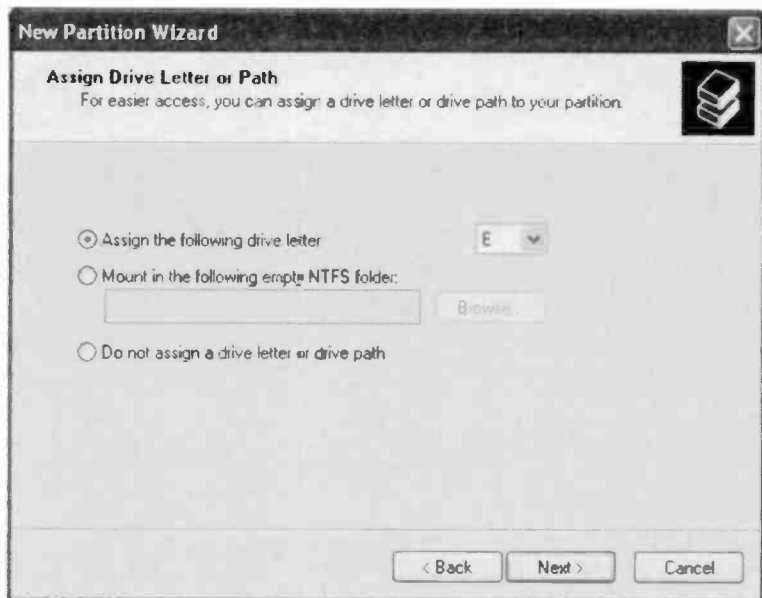 New Partition Wizard
Assign Drive Letter or Path
For easier access, you can assign a drive letter or drive path to your partition.
Assign the following drive letter
E
Mount in the following empty NTFS folder:
Browse...
Do not assign a drive letter or drive path
< Back
Next >
Cancel